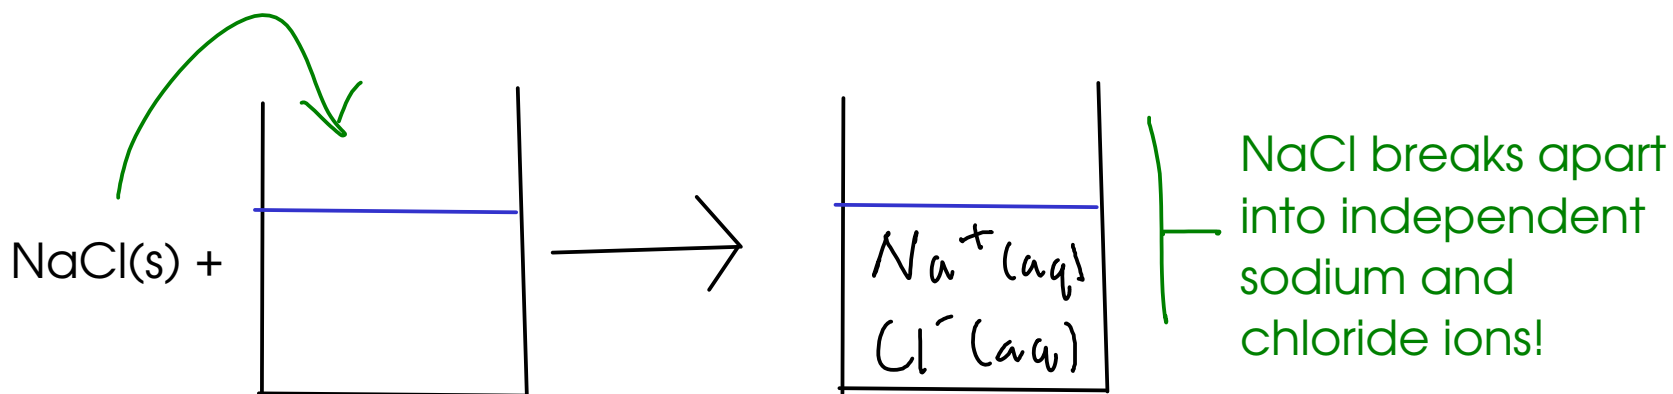 NaCl(s) +
Na⁺(aq)
Cl⁻(aq)
NaCl breaks apart
into independent
sodium and
chloride ions!